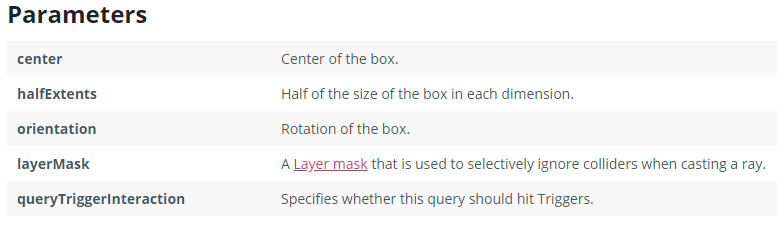 Parameters
center Center of the box.
halfExtents Half of the size of the box in each dimension.
orientation Rotation of the box.
layerMask A Layer mask that is used to selectively ignore colliders when casting a ray.
queryTriggerInteraction Specifies whether this query should hit Triggers.